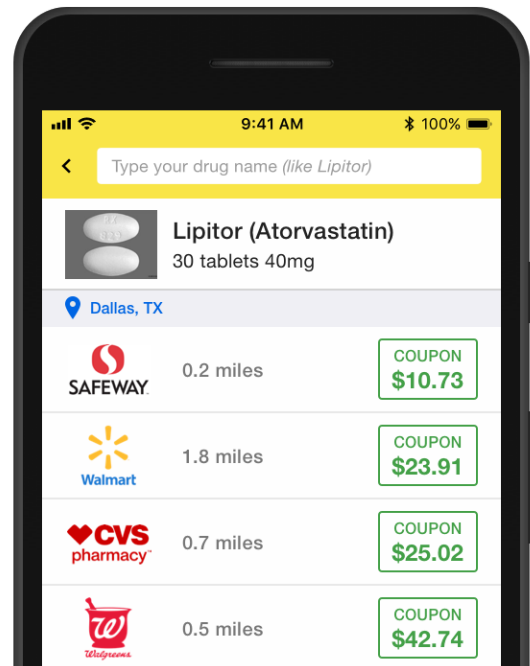 9:41 AM
100%
Type your drug name (like Lipitor)
Lipitor (Atorvastatin)
30 tablets 40mg
Dallas, TX
SAFEWAY
0.2 miles
COUPON
$10.73
Walmart
1.8 miles
COUPON
$23.91
CVS
pharmacy
0.7 miles
COUPON
$25.02
W
Walgreens
0.5 miles
COUPON
$42.74